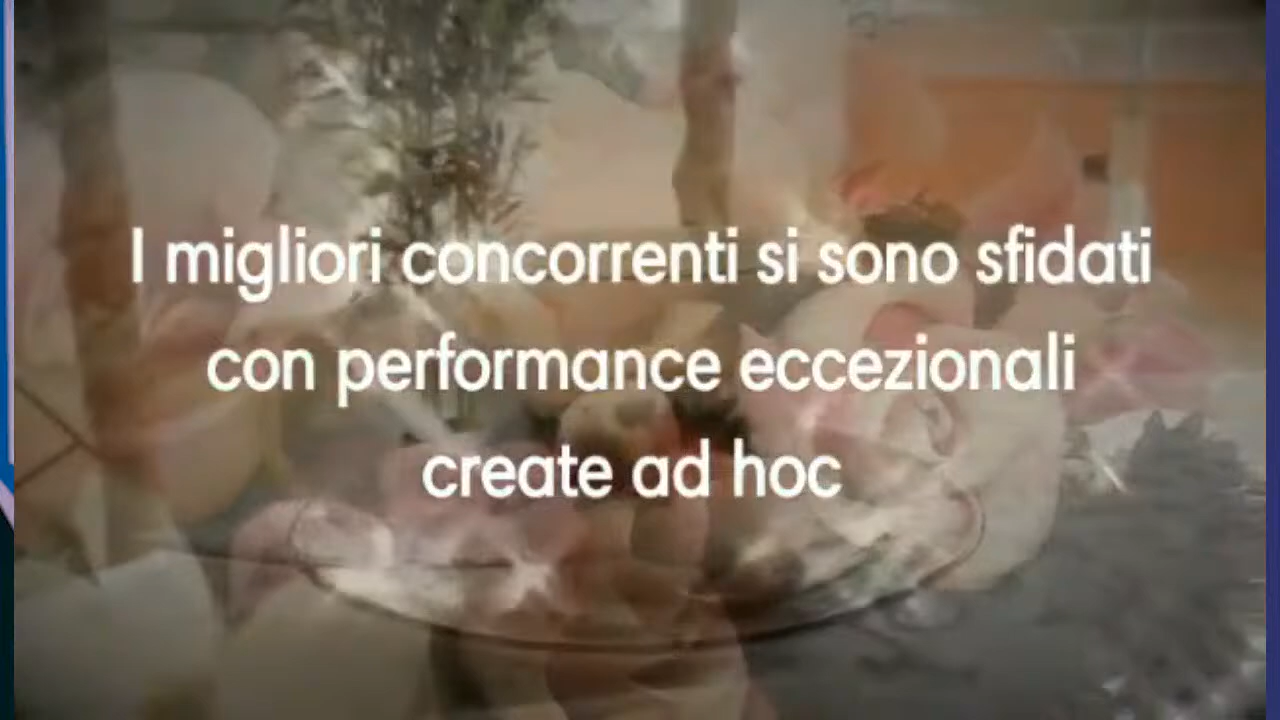 I migliori concorrenti si sono sfidati
con performance eccezionali
create ad hoc